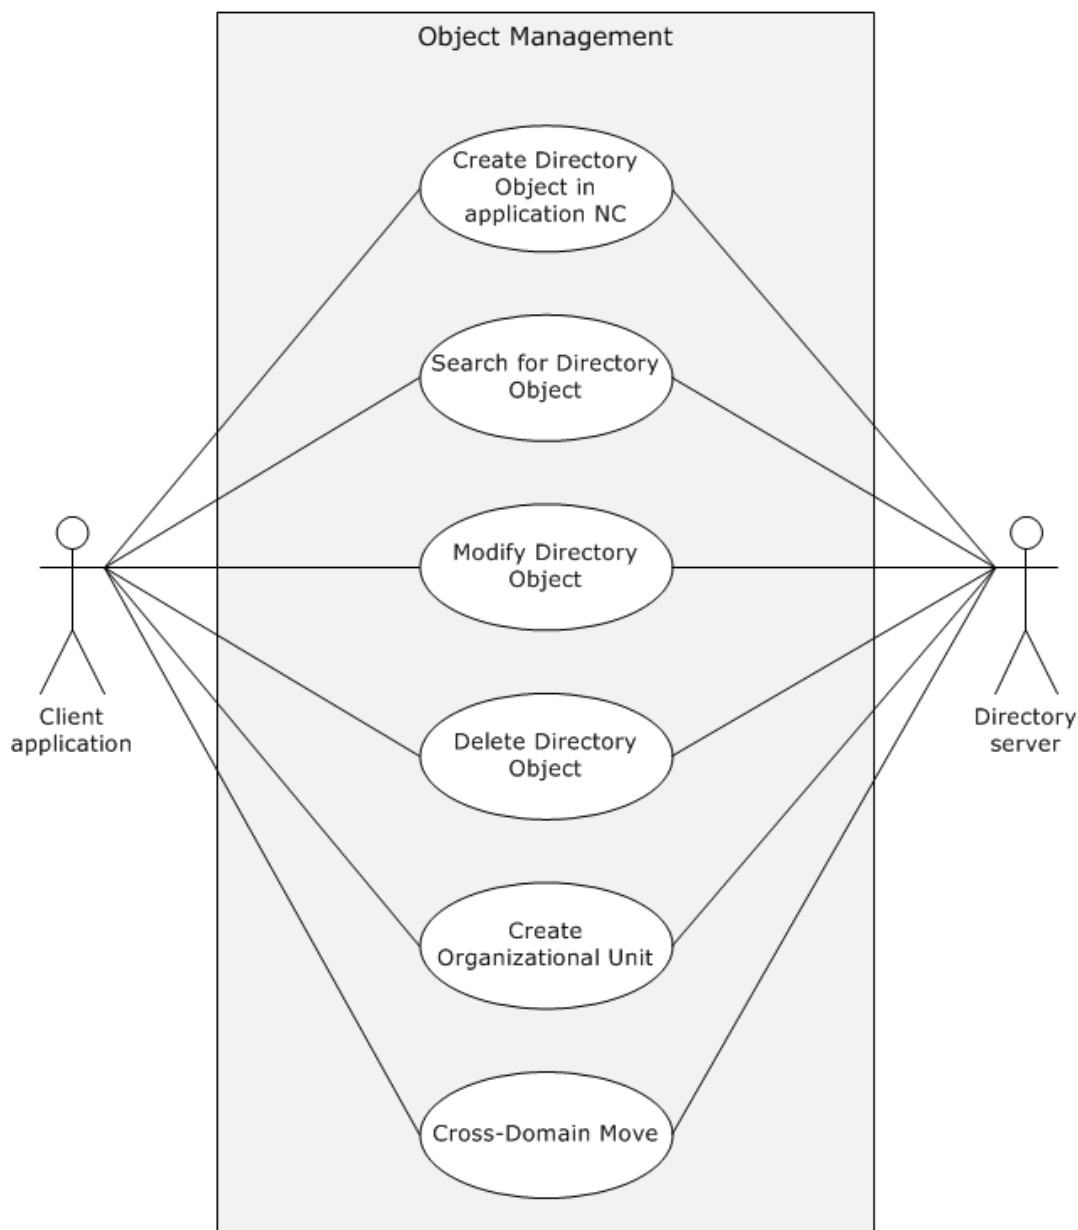 Object Management
Create Directory
Object in
application NC
Search for Directory
Object
Modify Directory
Object
Client
application
Directory
server
Delete Directory
Object
Create
Organizational Unit
Cross-Domain Move